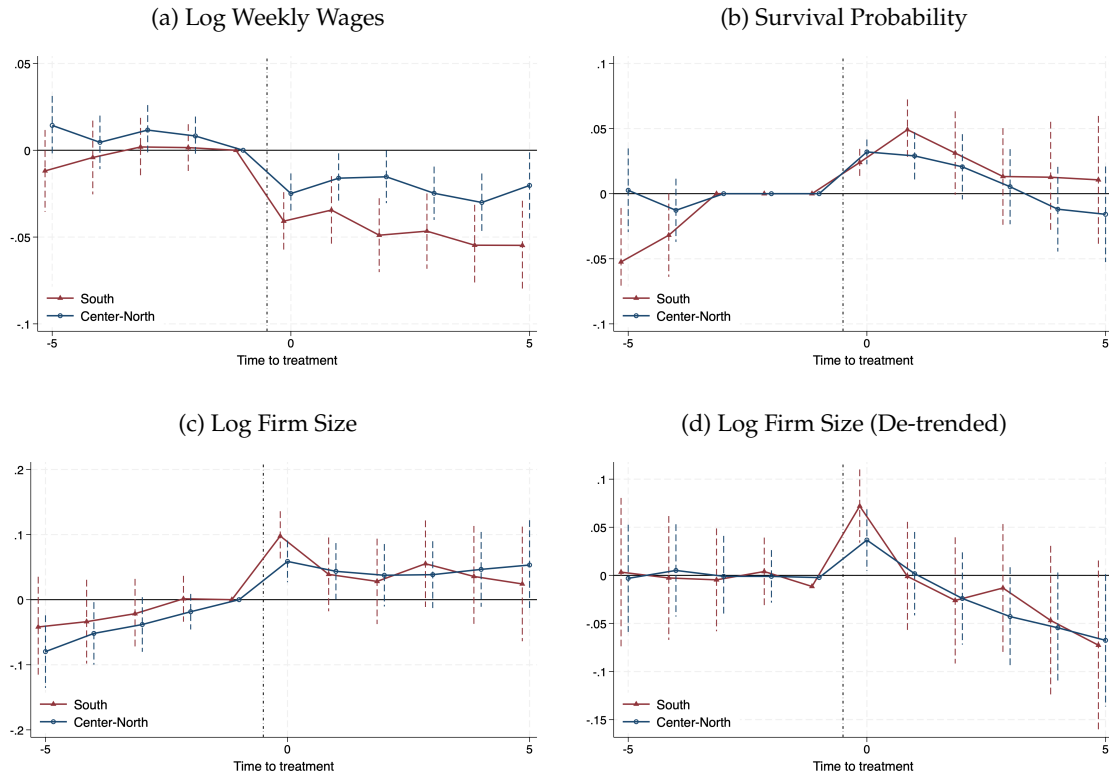 (a) Log Weekly Wages
.05
0
-.05
-.1
-5
0
5
Time to treatment
South
Center-North
(b) Survival Probability
.1
.05
0
-.05
-.1
-5
0
5
Time to treatment
South
Center-North
(c) Log Firm Size
.2
.1
0
-.1
-.2
-5
0
5
Time to treatment
South
Center-North
(d) Log Firm Size (De-trended)
.1
.05
0
-.05
-.1
-.15
-5
0
5
Time to treatment
South
Center-North